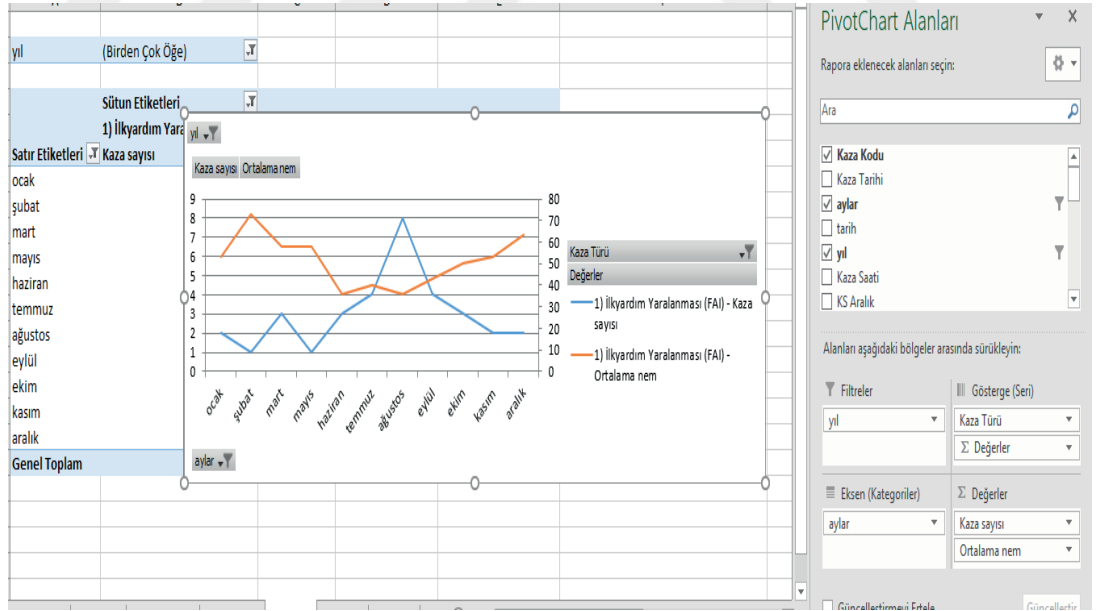 yıl (Birden Çok Öğe)
Sütun Etiketleri
1) İlkyardım Yara
Satır Etiketleri Kaza sayısı
ocak
şubat
mart
mayıs
haziran
temmuz
ağustos
eylül
ekim
kasım
aralık
Genel Toplam
yıl
Kaza sayısı Ortalama nem
9
8
7
6
5
4
3
2
1
0
80
70
60
50
40
30
20
10
0
ocak
şubat
mart
mayıs
haziran
temmuz
ağustos
eylül
ekim
kasım
aralık
aylar
Kaza Türü
Değerler
1) İlkyardım Yaralanması (FAI) - Kaza
sayısı
1) İlkyardım Yaralanması (FAI) -
Ortalama nem
PivotChart Alanları
Rapora eklenecek alanları seçin:
Ara
Kaza Kodu
Kaza Tarihi
aylar
tarih
yıl
Kaza Saati
KS Aralık
Alanları aşağıdaki bölgeler arasında sürükleyin:
Filtreler
yıl
Gösterge (Seri)
Kaza Türü
Σ Değerler
Eksen (Kategoriler)
aylar
Σ Değerler
Kaza sayısı
Ortalama nem
Güncelleştirmeyi Ertele Güncelleştir